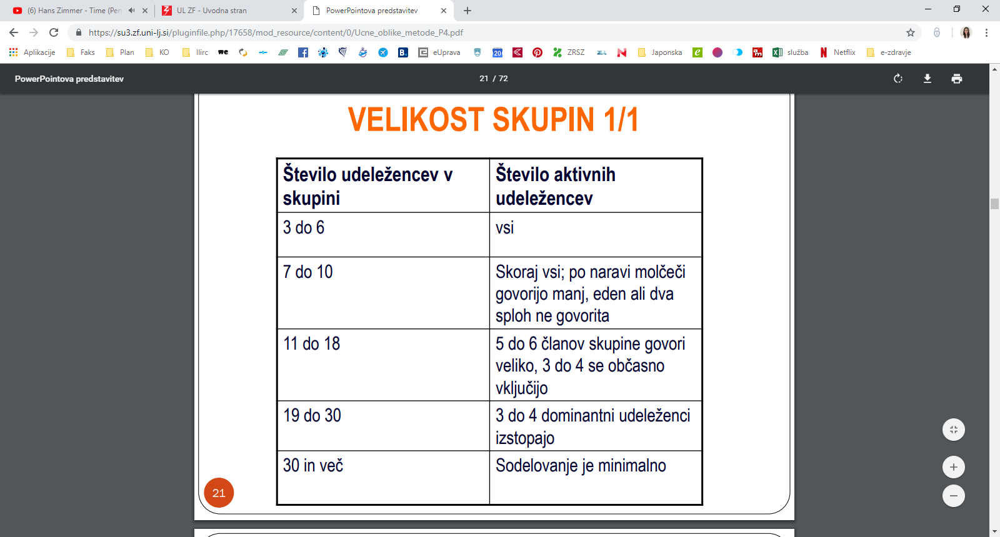 (6) Hans Zimmer - Time (Pen
UL ZF - Uvodna stran
PowerPointova predstavitev
https://su3.zf.uni-lj.si/pluginfile.php/17658/mod_resource/content/0/Ucne_oblike_metode_P4.pdf
Aplikacije Faks Plan KO Ilirc we B. eUprava 20 ZRSZ Japonska e služba N Netflix e-zdravje
PowerPointova predstavitev 21 / 72
VELIKOST SKUPIN 1/1
Število udeležencev v
skupini
Število aktivnih
udeležencev
3 do 6
vsi
7 do 10
Skoraj vsi; po naravi molčeči
govorijo manj, eden ali dva
sploh ne govorita
11 do 18
5 do 6 članov skupine govori
veliko, 3 do 4 se občasno
vključijo
19 do 30
3 do 4 dominantni udeleženci
izstopajo
30 in več
Sodelovanje je minimalno
21